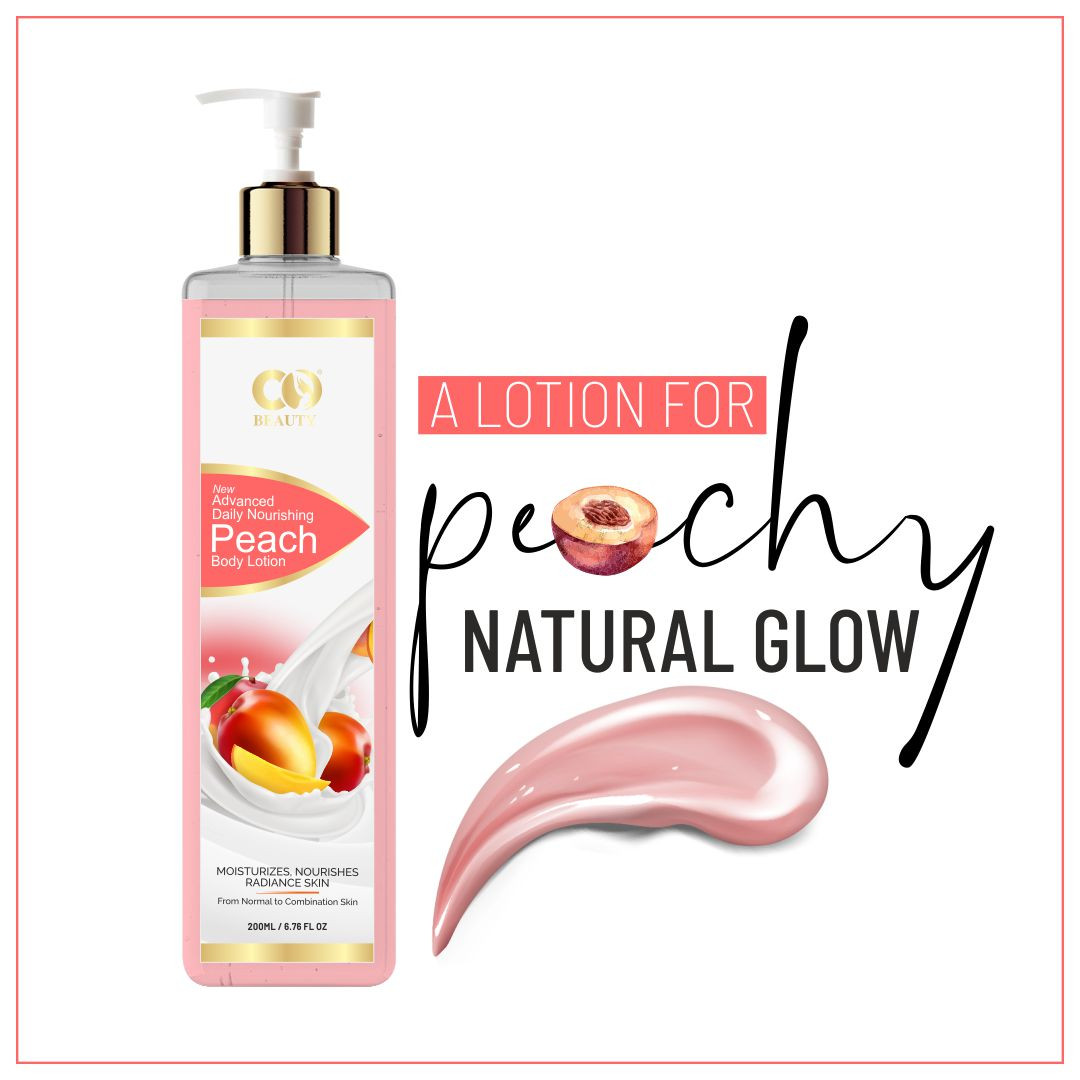 CO®
BEAUTY
New
Advanced
Daily Nourishing
Peach
Body Lotion
MOISTURIZES, NOURISHES
RADIANCE SKIN
From Normal to Combination Skin
200ML / 6.76 FL OZ
A LOTION FOR
peachy
NATURAL GLOW